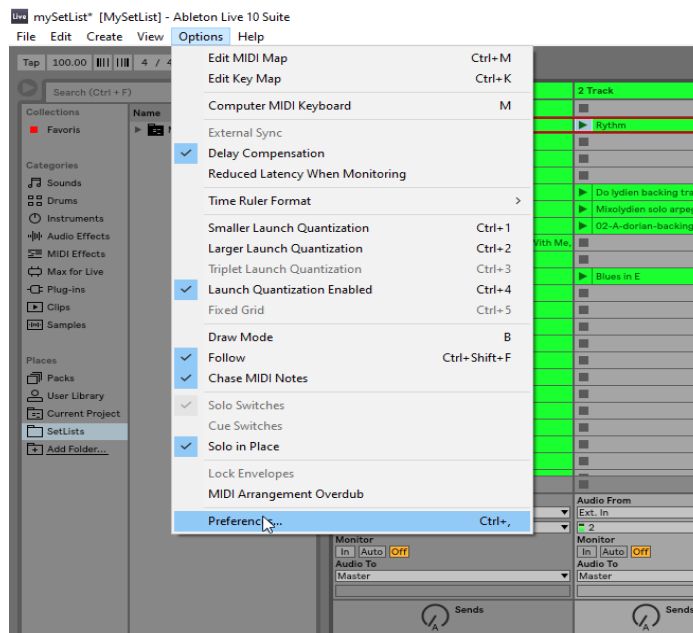 Live mySetList* [MySetList] - Ableton Live 10 Suite
File Edit Create View Options Help
Tap 100.00 4 / 4
Search (Ctrl + F)
Collections
Favoris
Categories
Sounds
Drums
Instruments
Audio Effects
MIDI Effects
Max for Live
Plug-ins
Clips
Samples
Places
Packs
User Library
Current Project
SetLists
Add Folder...
Name
Edit MIDI Map Ctrl+M
Edit Key Map Ctrl+K
Computer MIDI Keyboard M
External Sync
Delay Compensation
Reduced Latency When Monitoring
Time Ruler Format
Smaller Launch Quantization Ctrl+1
Larger Launch Quantization Ctrl+2
Triplet Launch Quantization Ctrl+3
Launch Quantization Enabled Ctrl+4
Fixed Grid Ctrl+5
Draw Mode B
Follow Ctrl+Shift+F
Chase MIDI Notes
Solo Switches
Cue Switches
Solo in Place
Lock Envelopes
MIDI Arrangement Overdub
Preferences... Ctrl+,
With Me,
Monitor
In Auto Off
Audio To
Master
Sends
A
2 Track
Rythm
Do lydien backing tra
Mixolydien solo arpeg
02-A-dorian-backing
Blues in E
Audio From
Ext. In
2
Monitor
In Auto Off
Audio To
Master
Sends
A